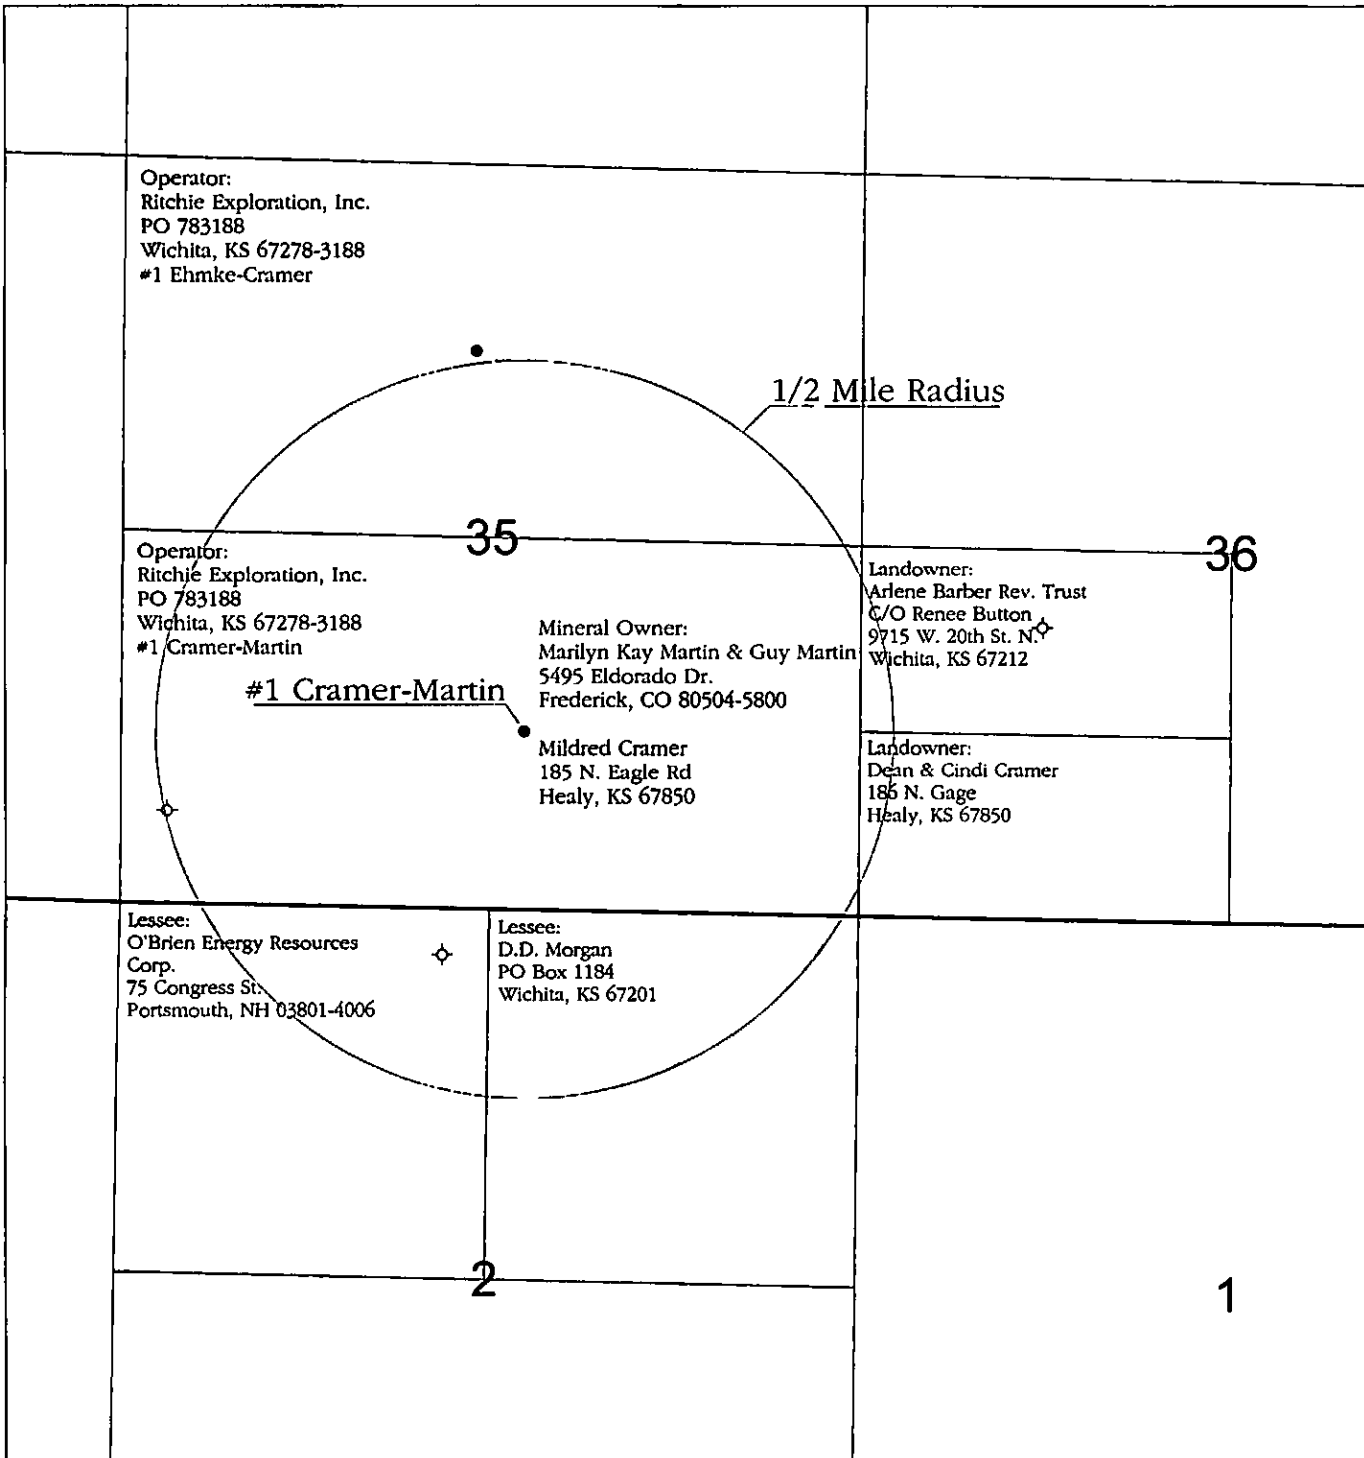 Operator:
Ritchie Exploration, Inc.
PO 783188
Wichita, KS 67278-3188
#1 Ehmke-Cramer
1/2 Mile Radius
35
36
Operator:
Ritchie Exploration, Inc.
PO 783188
Wichita, KS 67278-3188
#1 Cramer-Martin
Mineral Owner:
Marilyn Kay Martin & Guy Martin
5495 Eldorado Dr.
Frederick, CO 80504-5800
Landowner:
Arlene Barber Rev. Trust
C/O Renee Button
9715 W. 20th St. N.
Wichita, KS 67212
#1 Cramer-Martin
Mildred Cramer
185 N. Eagle Rd
Healy, KS 67850
Landowner:
Dean & Cindi Cramer
186 N. Gage
Healy, KS 67850
Lessee:
O'Brien Energy Resources
Corp.
75 Congress St.
Portsmouth, NH 03801-4006
Lessee:
D.D. Morgan
PO Box 1184
Wichita, KS 67201
2
1